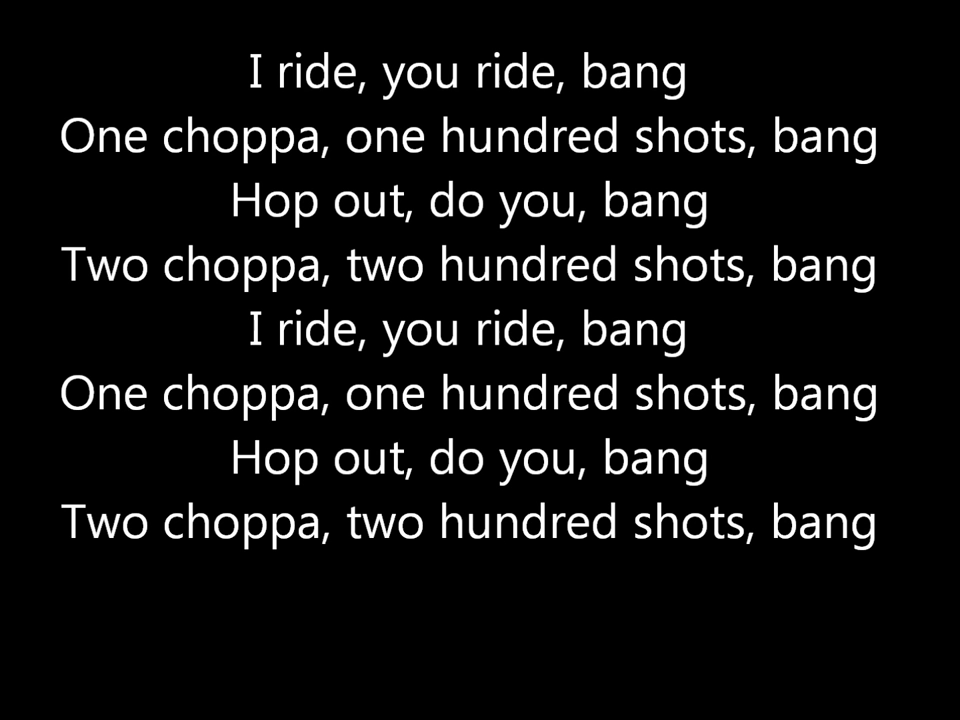 I ride, you ride, bang
One choppa, one hundred shots, bang
Hop out, do you, bang
Two choppa, two hundred shots, bang
I ride, you ride, bang
One choppa, one hundred shots, bang
Hop out, do you, bang
Two choppa, two hundred shots, bang